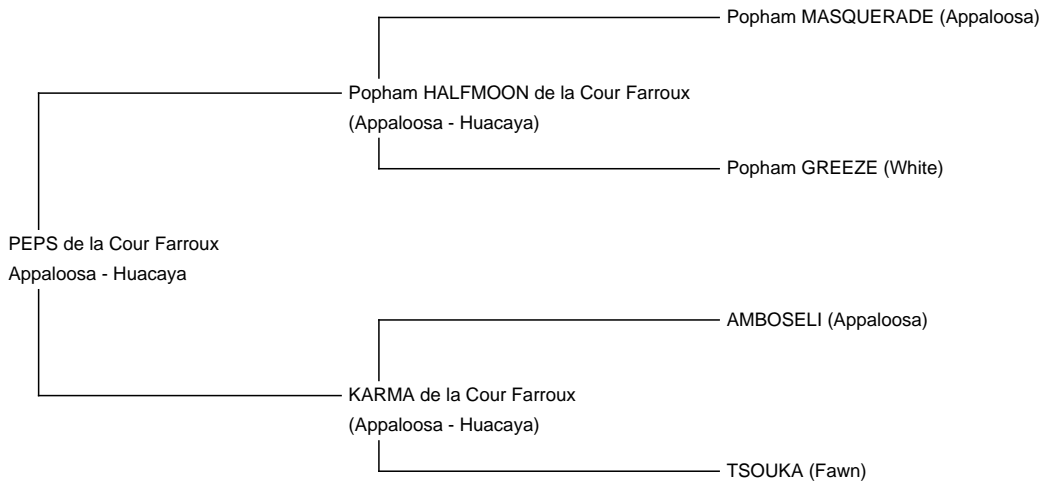 Popham MASQUERADE (Appaloosa)
Popham HALFMOON de la Cour Farroux
(Appaloosa - Huacaya)
Popham GREEZE (White)
PEPS de la Cour Farroux
Appaloosa - Huacaya
AMBOSELI (Appaloosa)
KARMA de la Cour Farroux
(Appaloosa - Huacaya)
TSOUKA (Fawn)